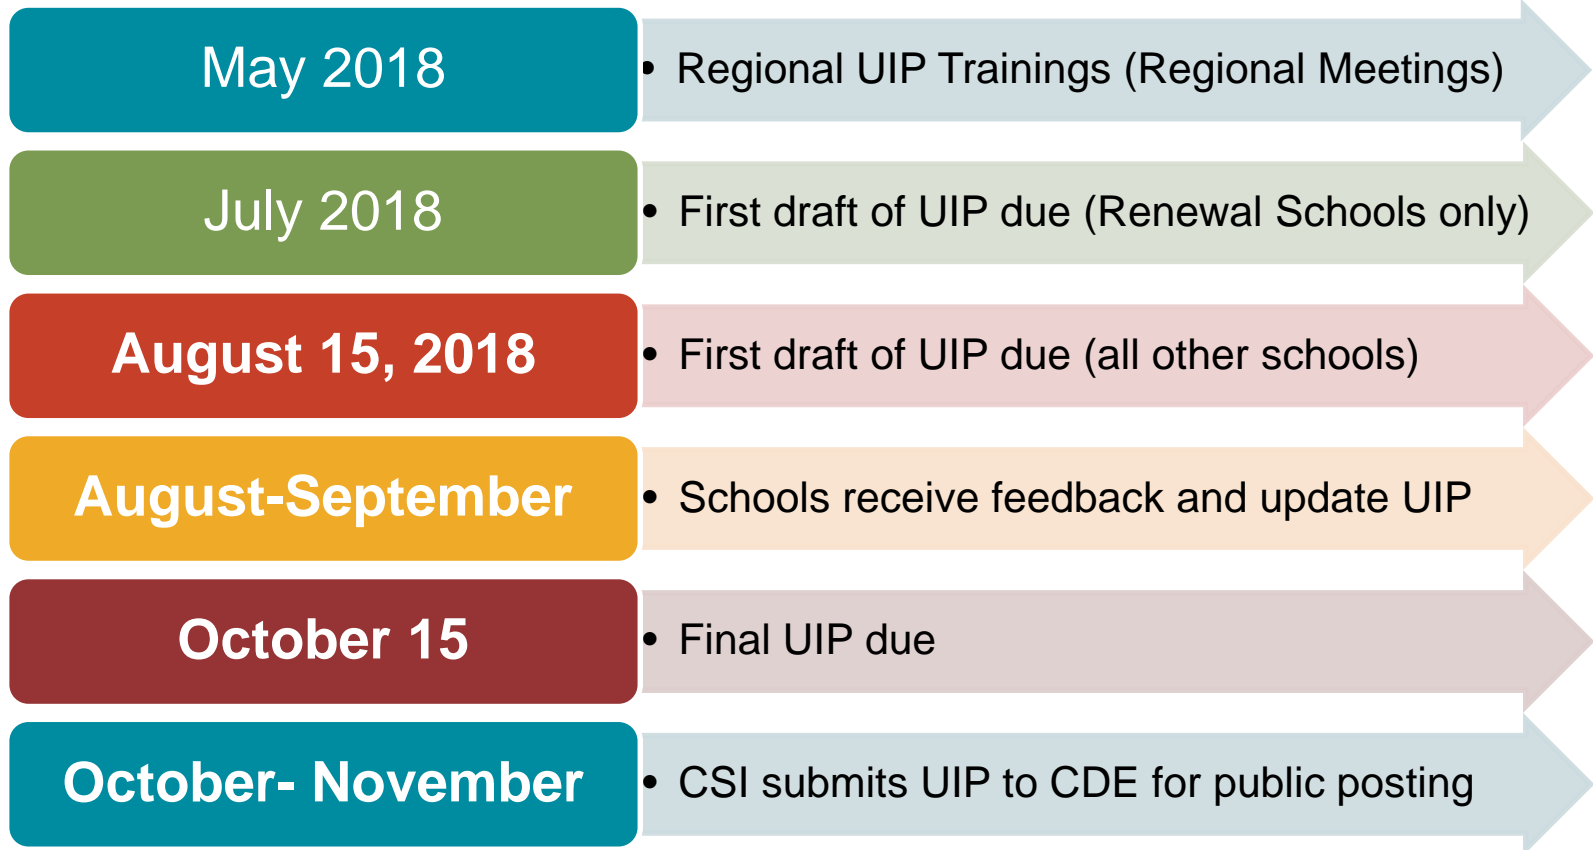 May 2018
• Regional UIP Trainings (Regional Meetings)
July 2018
• First draft of UIP due (Renewal Schools only)
August 15, 2018
• First draft of UIP due (all other schools)
August-September
• Schools receive feedback and update UIP
October 15
• Final UIP due
October- November
• CSI submits UIP to CDE for public posting